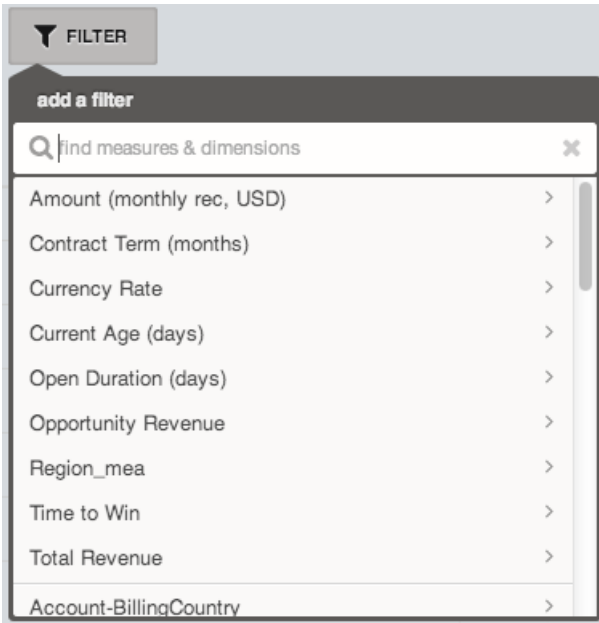 FILTER
add a filter
find measures & dimensions
Amount (monthly rec, USD)
Contract Term (months)
Currency Rate
Current Age (days)
Open Duration (days)
Opportunity Revenue
Region_mea
Time to Win
Total Revenue
Account-BillingCountry